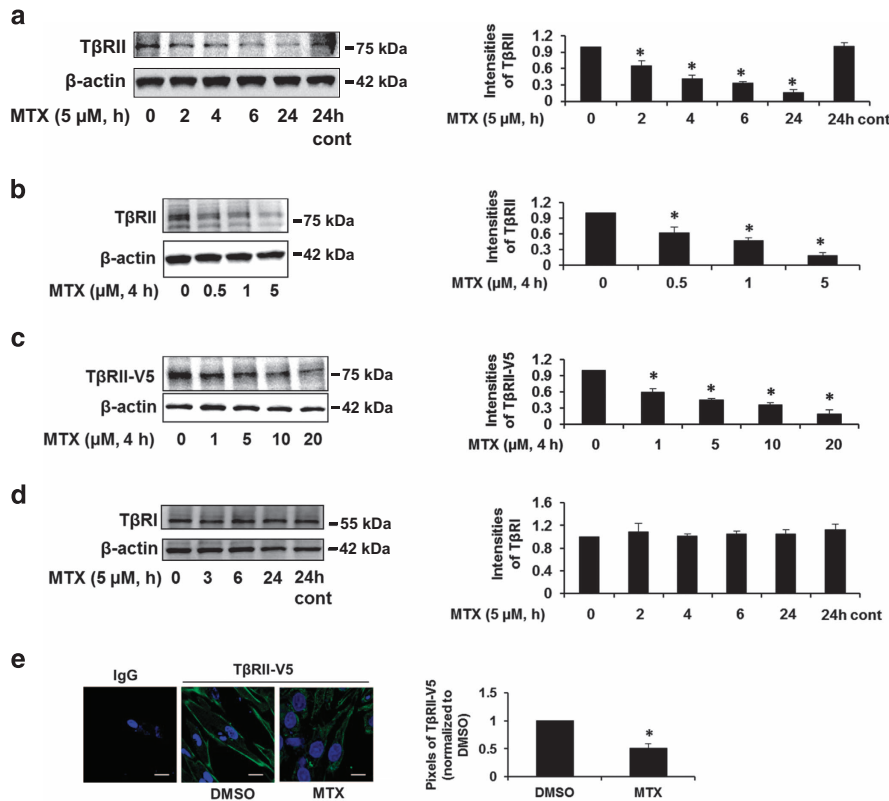 a
TβRII
75 kDa
β-actin
42 kDa
MTX (5 µM, h) 0 2 4 6 24 24h cont
Intensities of TβRII
1.2
0.9
0.6
0.3
0
* * * *
MTX (5 µM, h) 0 2 4 6 24 24h cont
b
TβRII
75 kDa
β-actin
42 kDa
MTX (µM, 4 h) 0 0.5 1 5
Intensities of TβRII
1.2
0.9
0.6
0.3
0
* * *
MTX (µM, 4 h) 0 0.5 1 5
c
TβRII-V5
75 kDa
β-actin
42 kDa
MTX (µM, 4 h) 0 1 5 10 20
Intensities of TβRII-V5
1.2
0.9
0.6
0.3
0
* * * *
MTX (µM, 4 h) 0 1 5 10 20
d
TβRI
55 kDa
β-actin
42 kDa
MTX (5 µM, h) 0 3 6 24 24h cont
Intensities of TβRI
1.6
1.2
0.8
0.4
0
MTX (5 µM, h) 0 2 4 6 24 24h cont
e
IgG
TβRII-V5
DMSO MTX
Pixels of TβRII-V5 (normalized to DMSO)
1.5
1
0.5
0
*
DMSO MTX